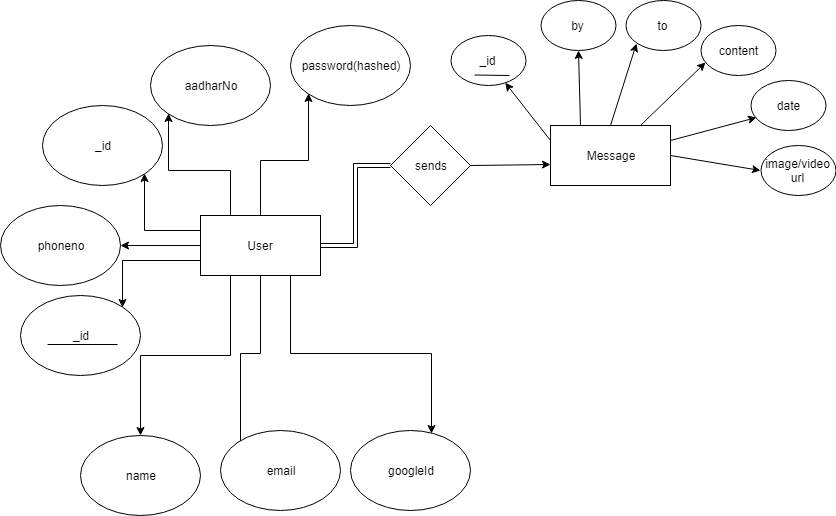 by
to
content
_id
password(hashed)
aadharNo
date
_id
Message
sends
image/video
url
phoneno
User
_id
name
email
googleId